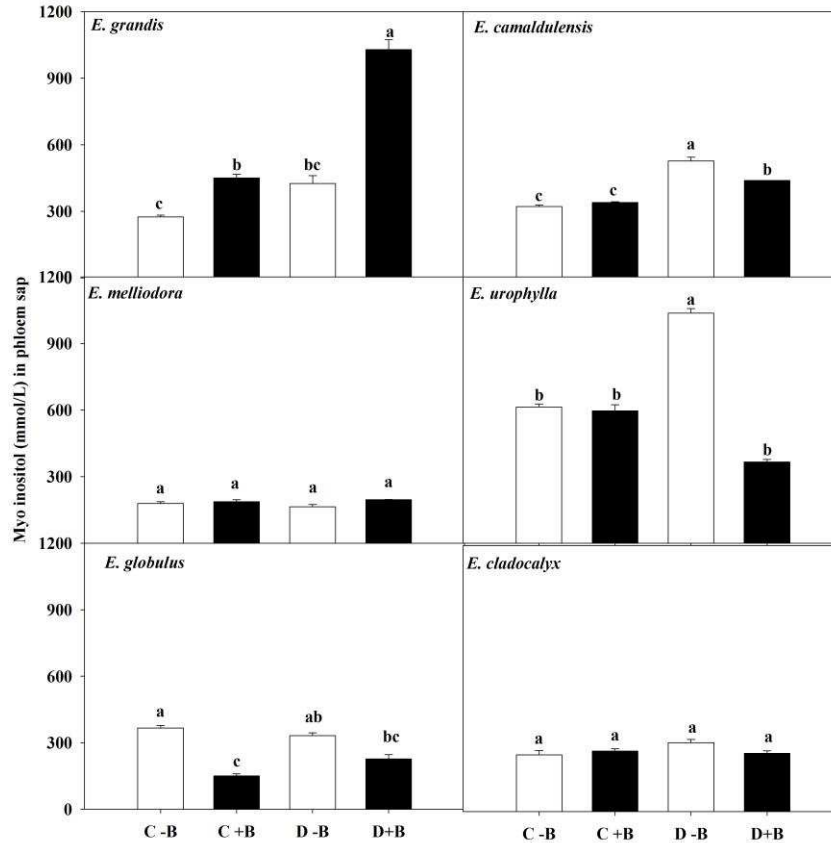 1200
E. grandis
a
E. camaldulensis
900
600
b
bc
a
b
c
c
c
300
1200
E. melliodora
E. urophylla
a
900
600
b
b
b
300
a
a
a
a
1200
E. globulus
E. cladocalyx
900
600
a
ab
bc
c
300
a
a
a
a
0
C -B
C +B
D -B
D+B
C -B
C +B
D -B
D+B
Myo inositol (mmol/L) in phloem sap